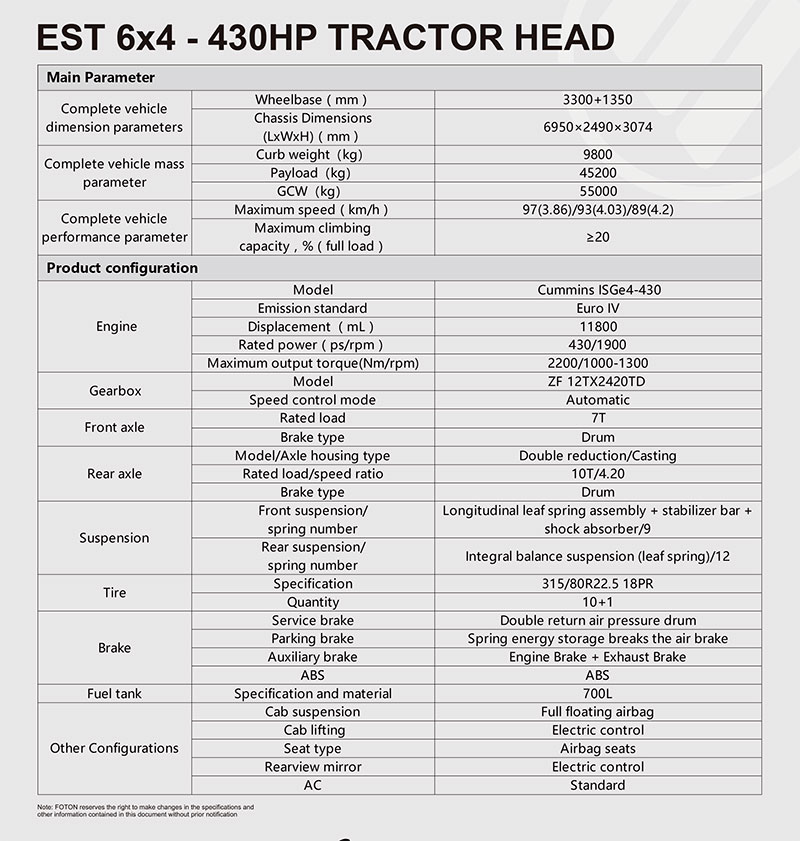 EST 6x4 - 430HP TRACTOR HEAD
Main Parameter
Complete vehicle
dimension parameters
Wheelbase ( mm )
3300+1350
Chassis Dimensions
(LxWxH) ( mm )
6950×2490×3074
Complete vehicle mass
parameter
Curb weight (kg)
9800
Payload (kg)
45200
GCW (kg)
55000
Complete vehicle
performance parameter
Maximum speed ( km/h )
97(3.86)/93(4.03)/89(4.2)
Maximum climbing
capacity , % ( full load )
≥20
Product configuration
Engine
Model
Cummins ISGe4-430
Emission standard
Euro IV
Displacement ( mL )
11800
Rated power ( ps/rpm )
430/1900
Maximum output torque(Nm/rpm)
2200/1000-1300
Gearbox
Model
ZF 12TX2420TD
Speed control mode
Automatic
Front axle
Rated load
7T
Brake type
Drum
Rear axle
Model/Axle housing type
Double reduction/Casting
Rated load/speed ratio
10T/4.20
Brake type
Drum
Suspension
Front suspension/
spring number
Longitudinal leaf spring assembly + stabilizer bar +
shock absorber/9
Rear suspension/
spring number
Integral balance suspension (leaf spring)/12
Tire
Specification
315/80R22.5 18PR
Quantity
10+1
Brake
Service brake
Double return air pressure drum
Parking brake
Spring energy storage breaks the air brake
Auxiliary brake
Engine Brake + Exhaust Brake
ABS
ABS
Fuel tank
Specification and material
700L
Other Configurations
Cab suspension
Full floating airbag
Cab lifting
Electric control
Seat type
Airbag seats
Rearview mirror
Electric control
AC
Standard
Note: FOTON reserves the right to make changes in the specifications and
other information contained in this document without prior notification